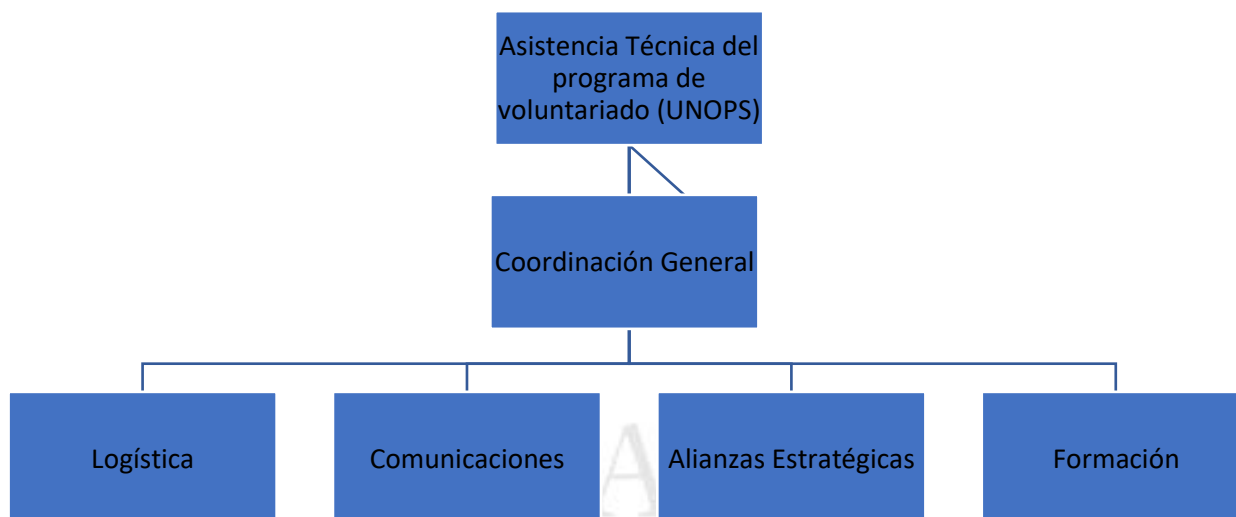 Asistencia Técnica del
programa de
voluntariado (UNOPS)
Coordinación General
Logística
Comunicaciones
Alianzas Estratégicas
Formación